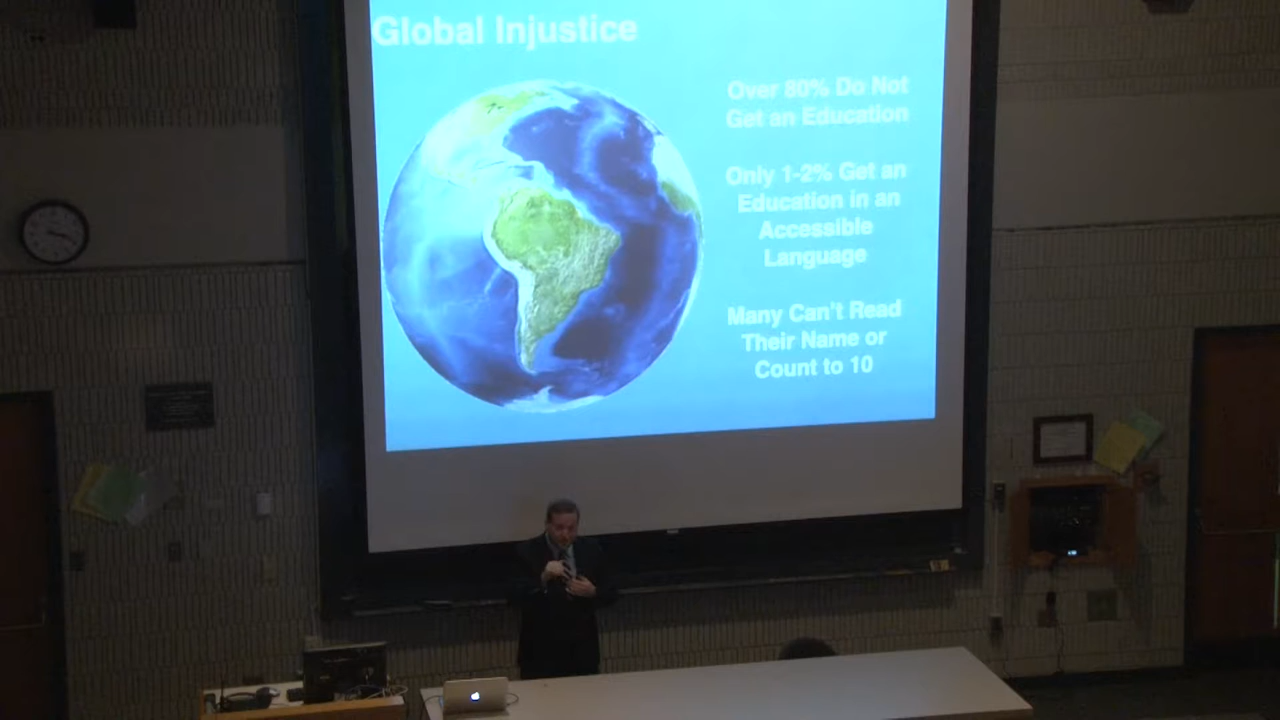 Global Injustice
Over 80% Do Not
Get an Education
Only 1-2% Get an
Education in an
Accessible
Language
Many Can't Read
Their Name or
Count to 10